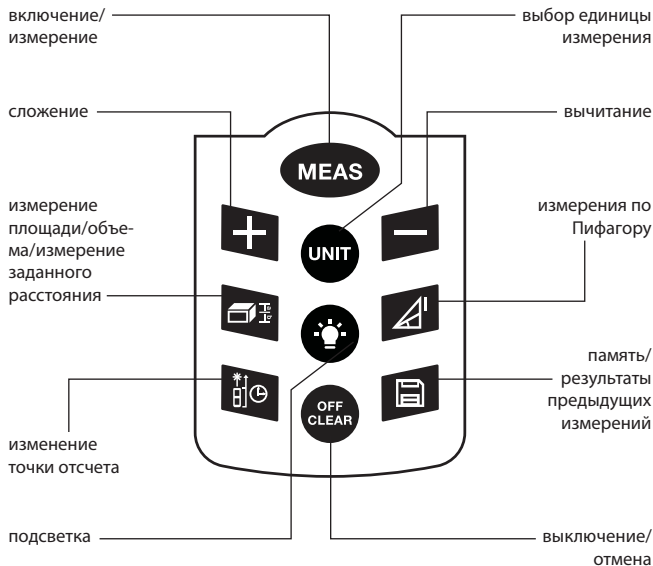 включение/
измерение
выбор единицы
измерения
сложение
вычитание
MEAS
измерение
площади/объе-
ма/измерение
заданного
расстояния
измерения по
Пифагору
UNIT
память/
результаты
предыдущих
измерений
OFF
CLEAR
изменение
точки отсчета
подсветка
выключение/
отмена